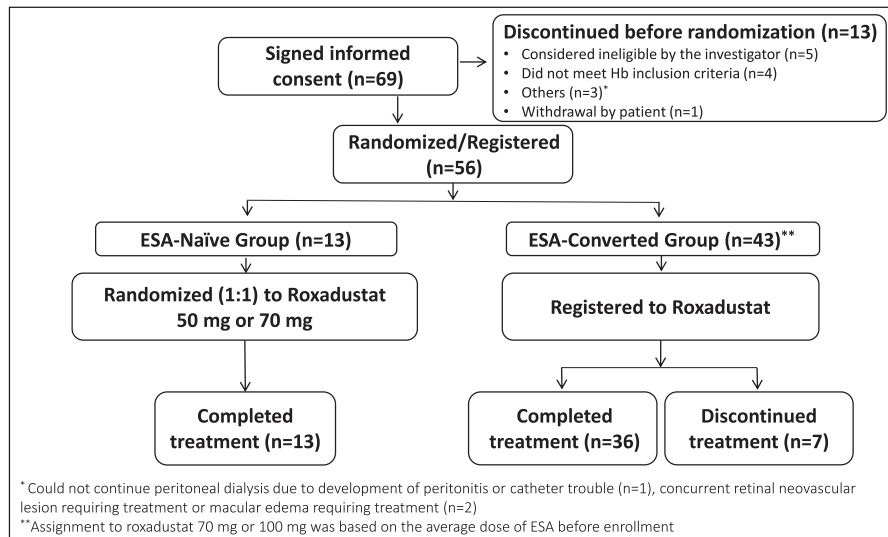 Signed informed
consent (n=69)
Discontinued before randomization (n=13)
• Considered ineligible by the investigator (n=5)
• Did not meet Hb inclusion criteria (n=4)
• Others (n=3)*
• Withdrawal by patient (n=1)
Randomized/Registered
(n=56)
ESA-Naïve Group (n=13)
ESA-Converted Group (n=43)**
Randomized (1:1) to Roxadustat
50 mg or 70 mg
Registered to Roxadustat
Completed
treatment (n=13)
Completed
treatment (n=36)
Discontinued
treatment (n=7)
* Could not continue peritoneal dialysis due to development of peritonitis or catheter trouble (n=1), concurrent retinal neovascular
lesion requiring treatment or macular edema requiring treatment (n=2)
**Assignment to roxadustat 70 mg or 100 mg was based on the average dose of ESA before enrollment